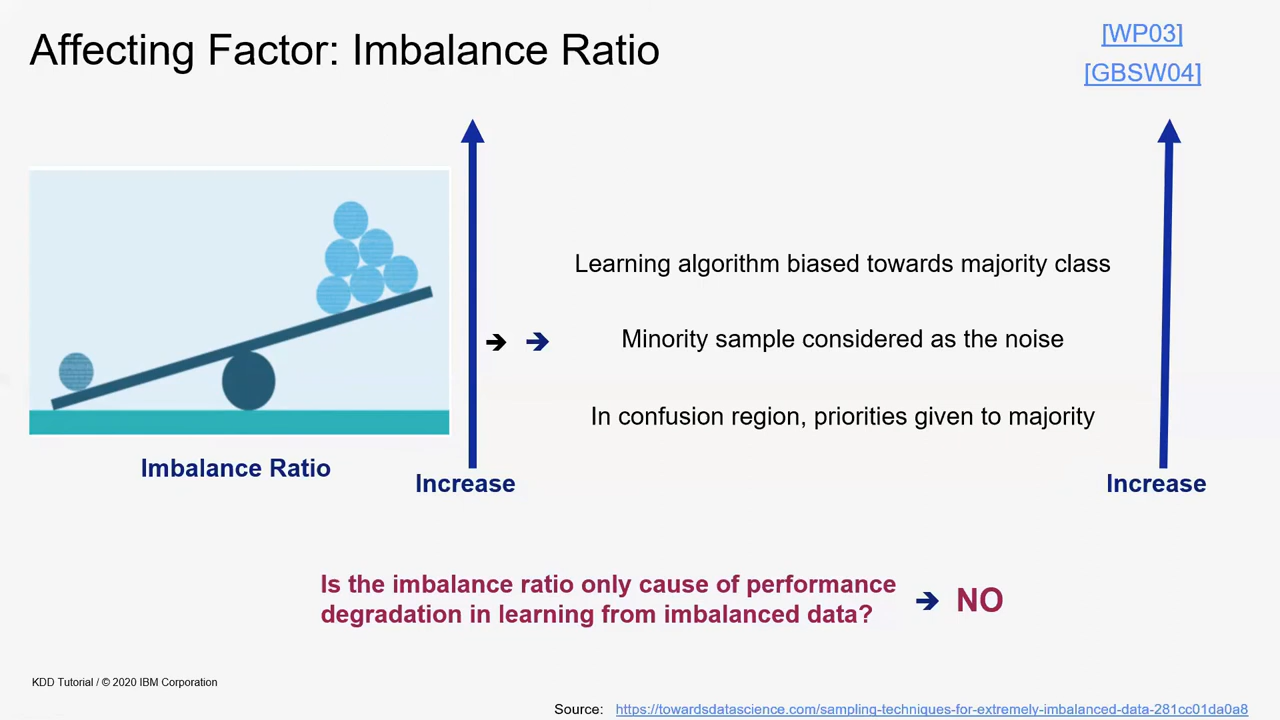 Affecting Factor: Imbalance Ratio
[WP03]
[GBSW04]
Learning algorithm biased towards majority class
Minority sample considered as the noise
In confusion region, priorities given to majority
Imbalance Ratio
Increase
Increase
Is the imbalance ratio only cause of performance
degradation in learning from imbalanced data?
NO
KDD Tutorial / © 2020 IBM Corporation
Source: https://towardsdatascience.com/sampling-techniques-for-extremely-imbalanced-data-281cc01da0a8